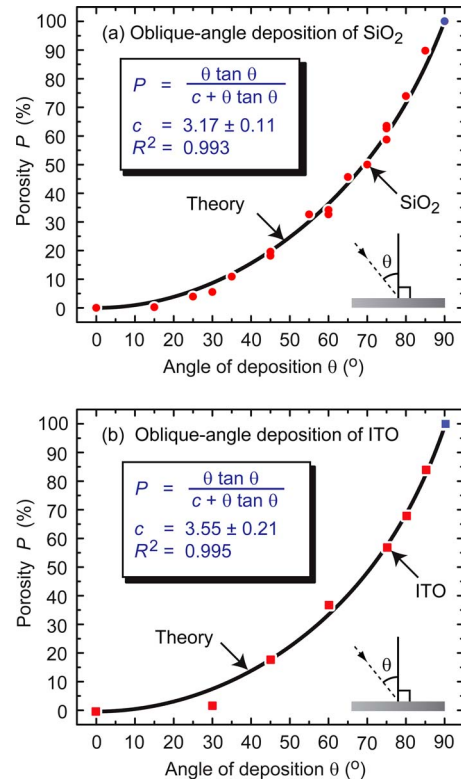 (a) Oblique-angle deposition of SiO₂
P = θ tan θ / c + θ tan θ
c = 3.17 ± 0.11
R² = 0.993
Theory
SiO₂
θ
100
90
80
70
60
50
40
30
20
10
0
Porosity P (%)
0 10 20 30 40 50 60 70 80 90
Angle of deposition θ (°)
(b) Oblique-angle deposition of ITO
P = θ tan θ / c + θ tan θ
c = 3.55 ± 0.21
R² = 0.995
Theory
ITO
θ
100
90
80
70
60
50
40
30
20
10
0
Porosity P (%)
0 10 20 30 40 50 60 70 80 90
Angle of deposition θ (°)